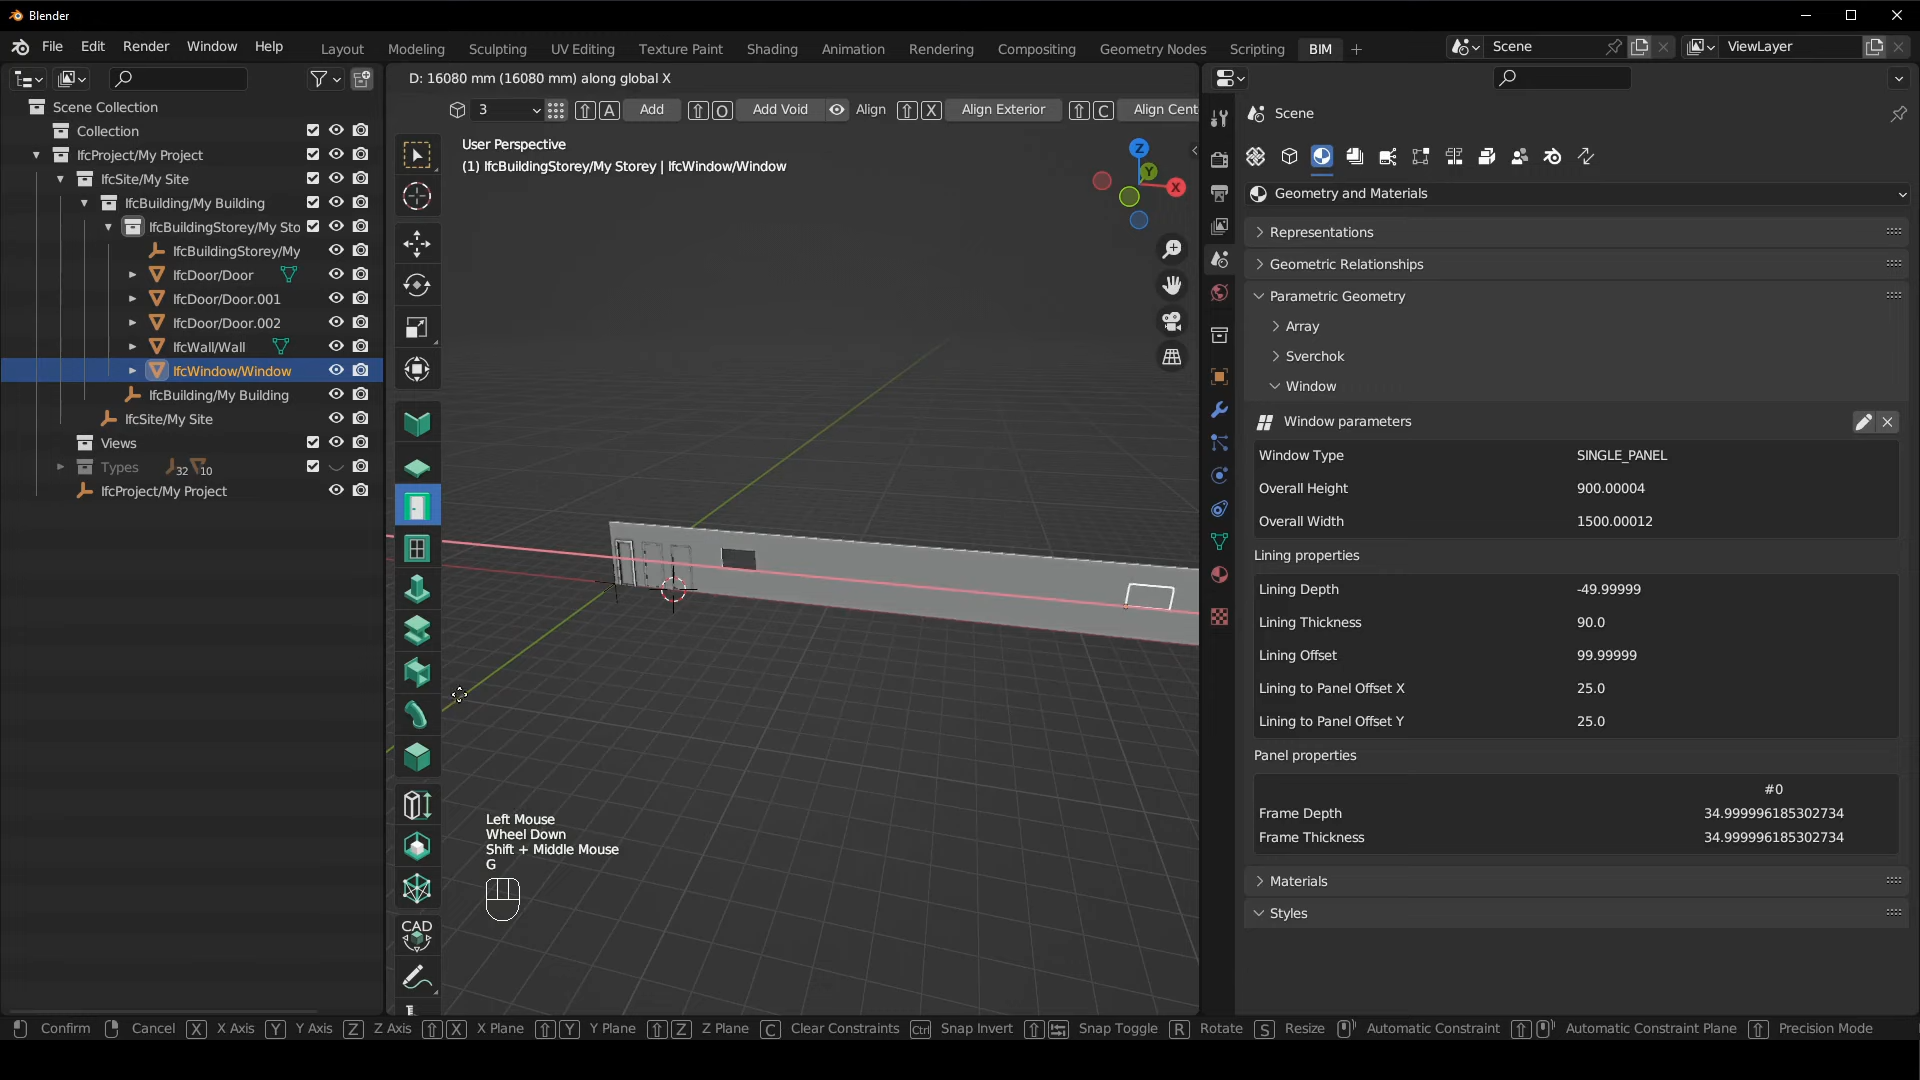 Blender
File Edit Render Window Help
Layout Modeling Sculpting UV Editing Texture Paint Shading Animation Rendering Compositing Geometry Nodes Scripting BIM
Scene
ViewLayer
D: 16080 mm (16080 mm) along global X
3
A Add
O Add Void
Align
X Align Exterior
C Align Cent
Scene Collection
Collection
IfcProject/My Project
IfcSite/My Site
IfcBuilding/My Building
IfcBuildingStorey/My Sto
IfcBuildingStorey/My
IfcDoor/Door
IfcDoor/Door.001
IfcDoor/Door.002
IfcWall/Wall
IfcWindow/Window
IfcBuilding/My Building
IfcSite/My Site
Views
Types 32 10
IfcProject/My Project
User Perspective
(1) IfcBuildingStorey/My Storey | IfcWindow/Window
Z
Y
X
CAD
Left Mouse
Wheel Down
Shift + Middle Mouse
G
Scene
Geometry and Materials
Representations
Geometric Relationships
Parametric Geometry
Array
Sverchok
Window
Window parameters
Window Type SINGLE_PANEL
Overall Height 900.00004
Overall Width 1500.00012
Lining properties
Lining Depth -49.99999
Lining Thickness 90.0
Lining Offset 99.99999
Lining to Panel Offset X 25.0
Lining to Panel Offset Y 25.0
Panel properties
#0
Frame Depth 34.999996185302734
Frame Thickness 34.999996185302734
Materials
Styles
Confirm Cancel X X Axis Y Y Axis Z Z Axis X X Plane Y Y Plane Z Z Plane C Clear Constraints Ctrl Snap Invert Snap Toggle R Rotate S Resize Automatic Constraint Automatic Constraint Plane Precision Mode